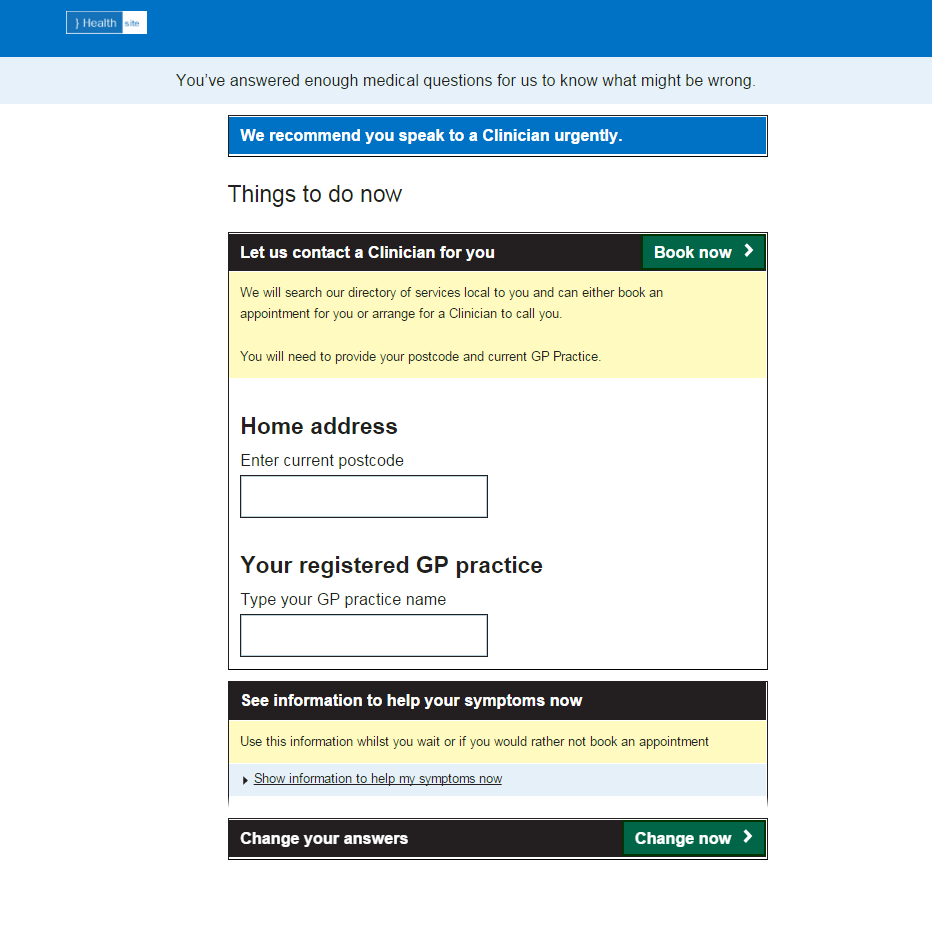 } Health site
You’ve answered enough medical questions for us to know what might be wrong.
We recommend you speak to a Clinician urgently.
Things to do now
Let us contact a Clinician for you
Book now
We will search our directory of services local to you and can either book an
appointment for you or arrange for a Clinician to call you.
You will need to provide your postcode and current GP Practice.
Home address
Enter current postcode
Your registered GP practice
Type your GP practice name
See information to help your symptoms now
Use this information whilst you wait or if you would rather not book an appointment
Show information to help my symptoms now
Change your answers
Change now